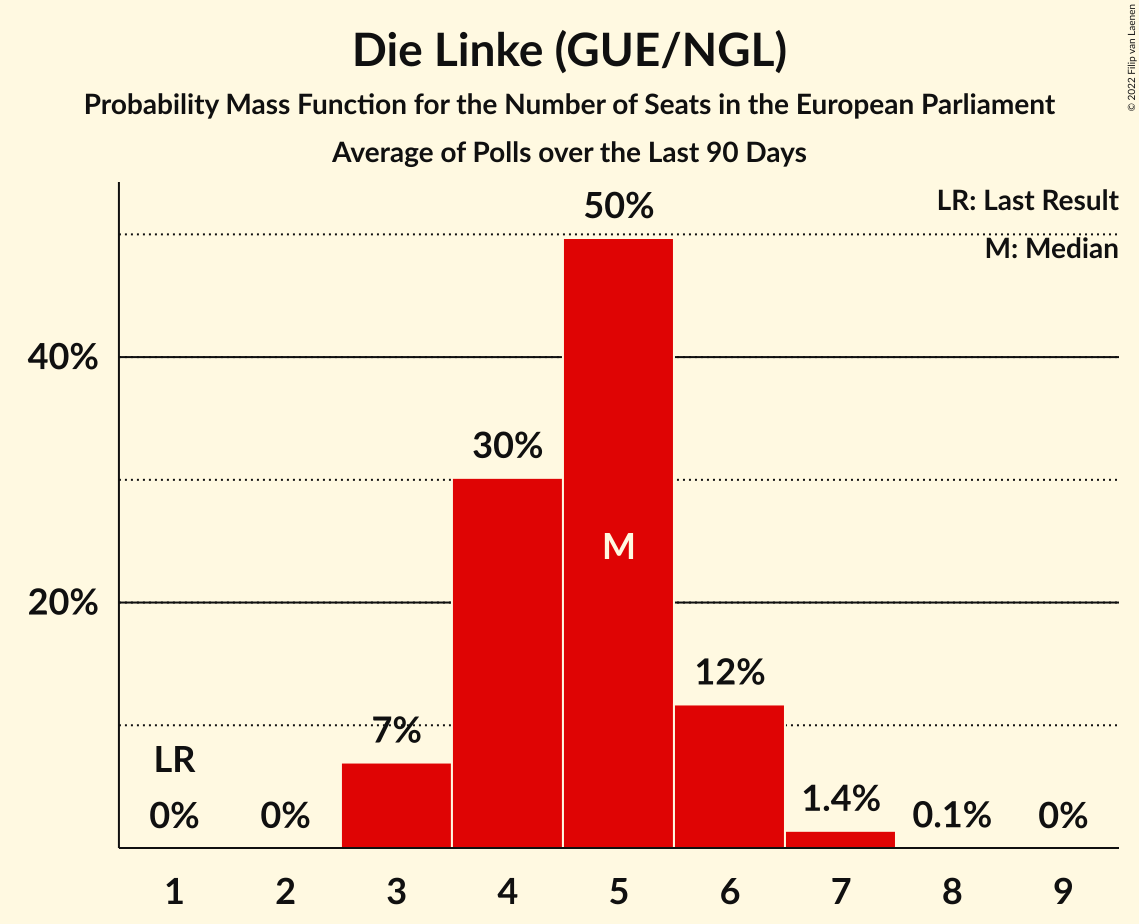 Die Linke (GUE/NGL)
Probability Mass Function for the Number of Seats in the European Parliament
Average of Polls over the Last 90 Days
© 2022 Filip van Laenen
LR: Last Result
M: Median
50%
40%
30%
M
20%
12%
7%
LR
0%
0%
1.4%
0.1%
0%
1 2 3 4 5 6 7 8 9